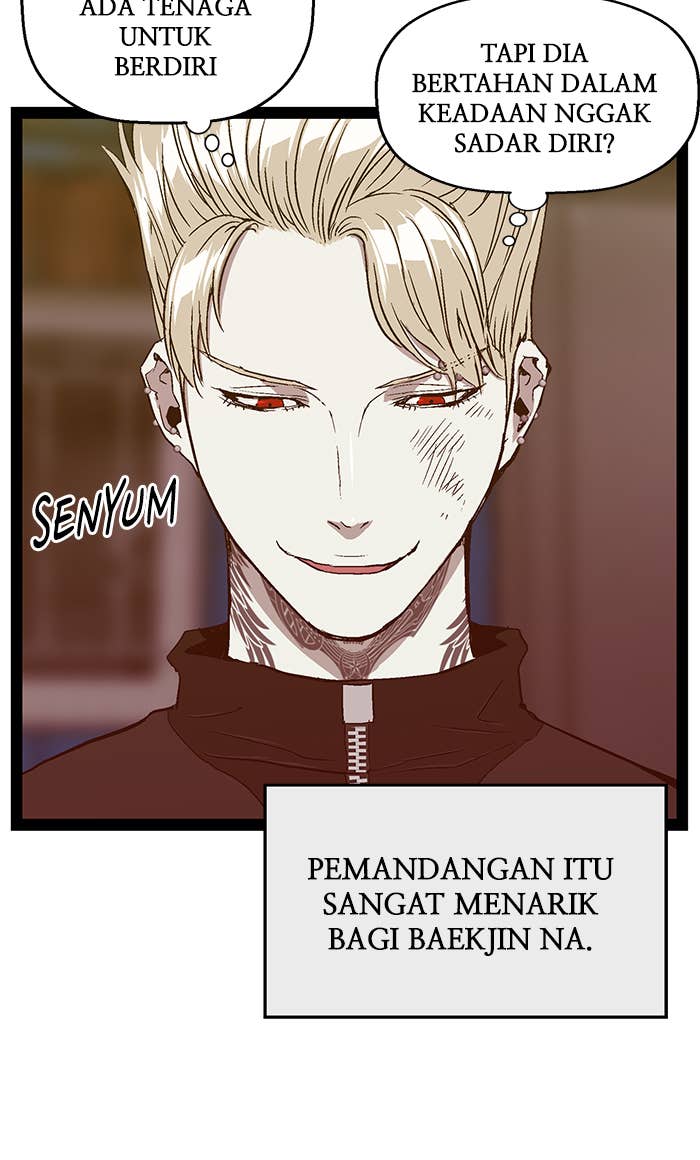 ADA TENAGA
UNTUK
BERDIRI
TAPI DIA
BERTAHAN DALAM
KEADAAN NGGAK
SADAR DIRI?
SENYUM
PEMANDANGAN ITU
SANGAT MENARIK
BAGI BAEKJIN NA.